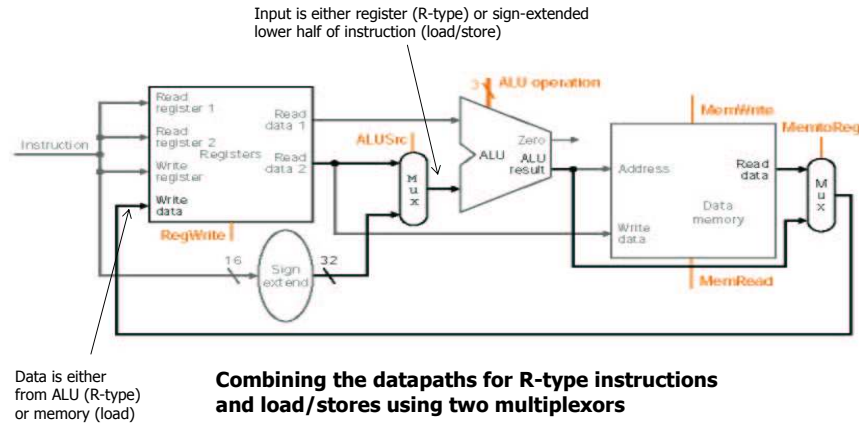 Input is either register (R-type) or sign-extended
lower half of instruction (load/store)
3
ALU operation
Read
register 1
Read
data 1
Read
register 2
Instruction
Registers
Read
data 2
Write
register
Write
data
RegWrite
ALUSrc
M
u
x
Zero
ALU
ALU
result
MemWrite
MemtoReg
Address
Read
data
M
u
x
Data
memory
Write
data
MemRead
16
Sign
extend
32
Data is either
from ALU (R-type)
or memory (load)
Combining the datapaths for R-type instructions
and load/stores using two multiplexors